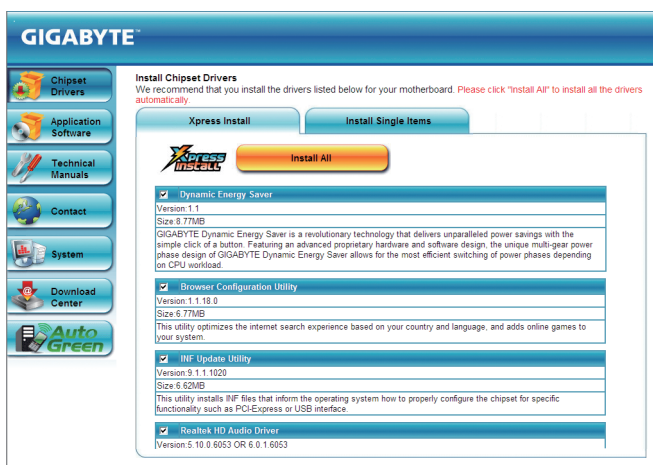 GIGABYTE™
Chipset
Drivers
Application
Software
Technical
Manuals
Contact
System
Download
Center
Auto
Green
Install Chipset Drivers
We recommend that you install the drivers listed below for your motherboard. Please click "Install All" to install all the drivers
automatically.
Xpress Install
Install Single Items
Xpress
INSTALL
Install All
Dynamic Energy Saver
Version:1.1
Size:8.77MB
GIGABYTE Dynamic Energy Saver is a revolutionary technology that delivers unparalleled power savings with the
simple click of a button. Featuring an advanced proprietary hardware and software design, the unique multi-gear power
phase design of GIGABYTE Dynamic Energy Saver allows for the most efficient switching of power phases depending
on CPU workload.
Browser Configuration Utility
Version:1.1.18.0
Size:6.77MB
This utility optimizes the internet search experience based on your country and language, and adds online games to
your system.
INF Update Utility
Version:9.1.1.1020
Size:6.62MB
This utility installs INF files that inform the operating system how to properly configure the chipset for specific
functionality such as PCI-Express or USB interface.
Realtek HD Audio Driver
Version:5.10.0.6053 OR 6.0.1.6053